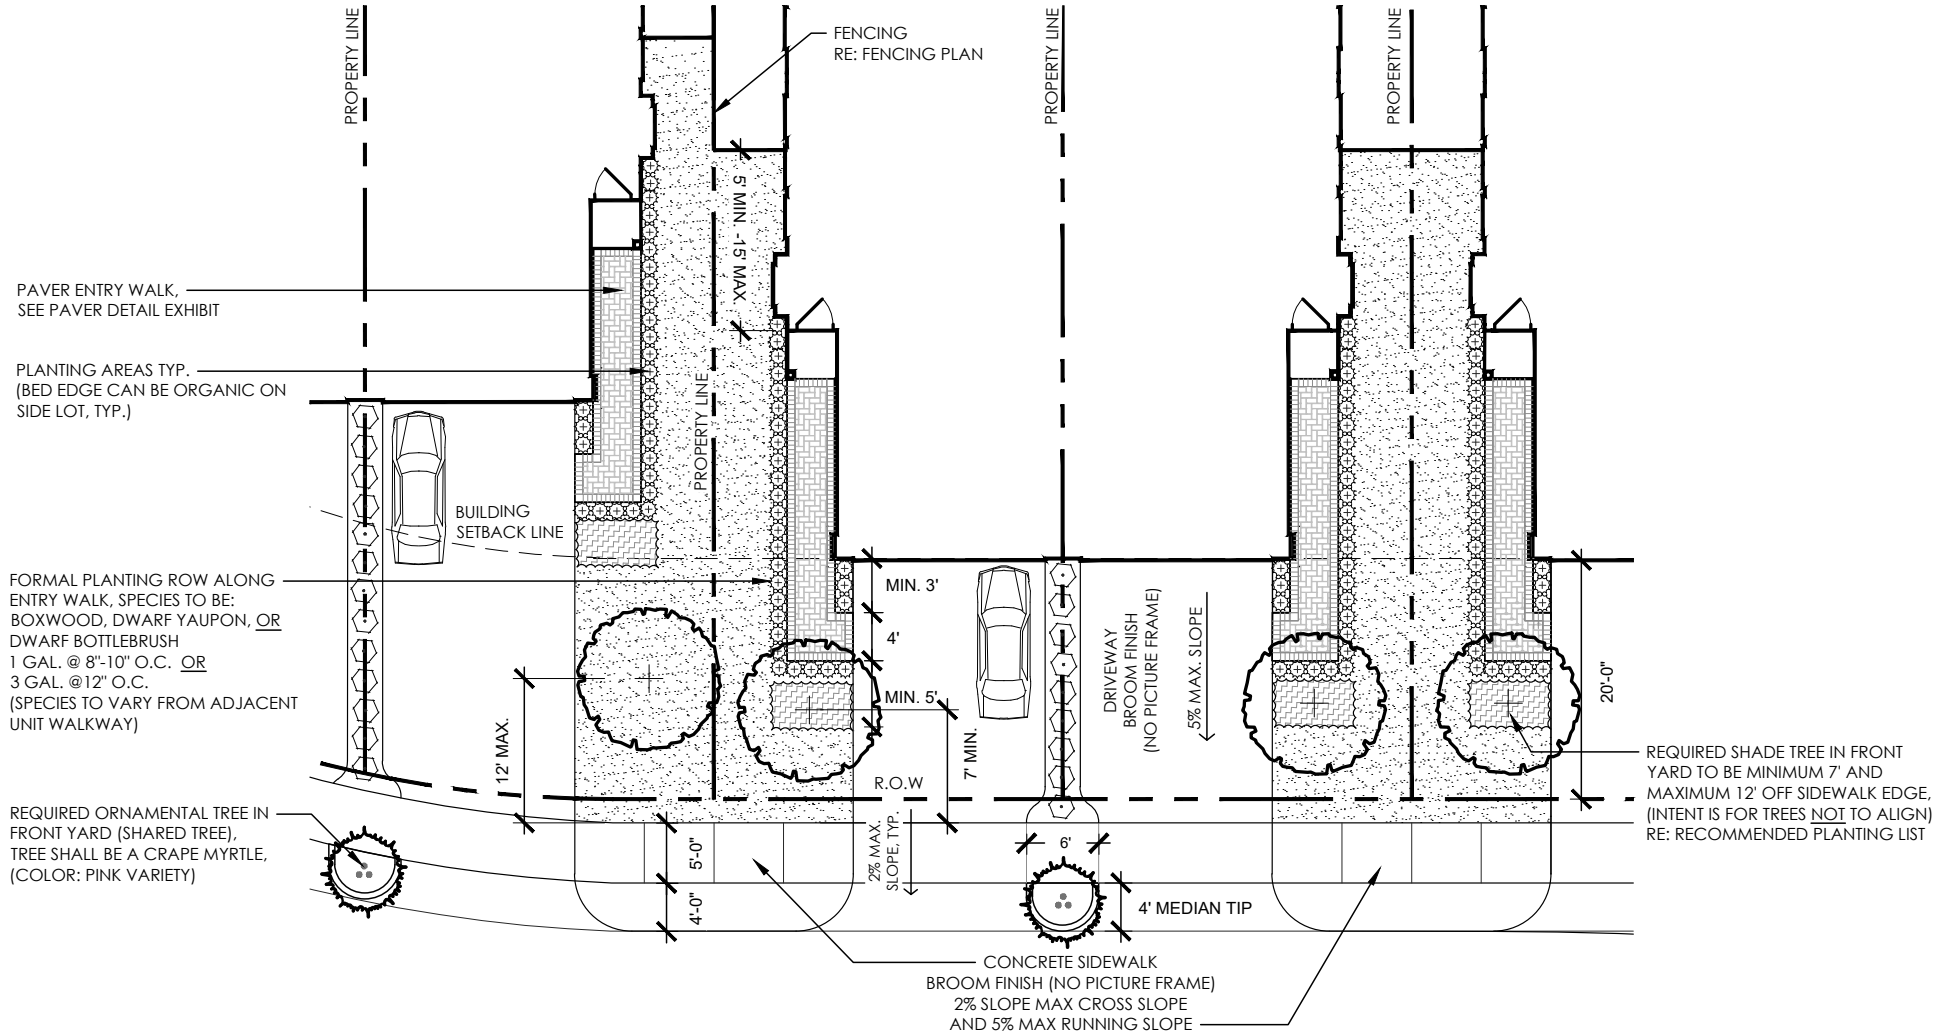 PROPERTY LINE
FENCING
RE: FENCING PLAN
PROPERTY LINE
PROPERTY LINE
5' MIN. -15' MAX
PAVER ENTRY WALK,
SEE PAVER DETAIL EXHIBIT
PLANTING AREAS TYP.
(BED EDGE CAN BE ORGANIC ON
SIDE LOT, TYP.)
PROPERTY LINE
BUILDING
SETBACK LINE
FORMAL PLANTING ROW ALONG
ENTRY WALK, SPECIES TO BE:
BOXWOOD, DWARF YAUPON, OR
DWARF BOTTLEBRUSH
1 GAL. @ 8"-10" O.C. OR
3 GAL. @12" O.C.
(SPECIES TO VARY FROM ADJACENT
UNIT WALKWAY)
MIN. 3'
4'
MIN. 5'
DRIVEWAY
BROOM FINISH
(NO PICTURE FRAME)
5% MAX. SLOPE
20'-0"
12' MAX.
7' MIN.
R.O.W
REQUIRED SHADE TREE IN FRONT
YARD TO BE MINIMUM 7' AND
MAXIMUM 12' OFF SIDEWALK EDGE,
(INTENT IS FOR TREES NOT TO ALIGN)
RE: RECOMMENDED PLANTING LIST
REQUIRED ORNAMENTAL TREE IN
FRONT YARD (SHARED TREE),
TREE SHALL BE A CRAPE MYRTLE,
(COLOR: PINK VARIETY)
5'-0"
4'-0"
2% MAX.
SLOPE, TYP.
6'
4' MEDIAN TIP
CONCRETE SIDEWALK
BROOM FINISH (NO PICTURE FRAME)
2% SLOPE MAX CROSS SLOPE
AND 5% MAX RUNNING SLOPE